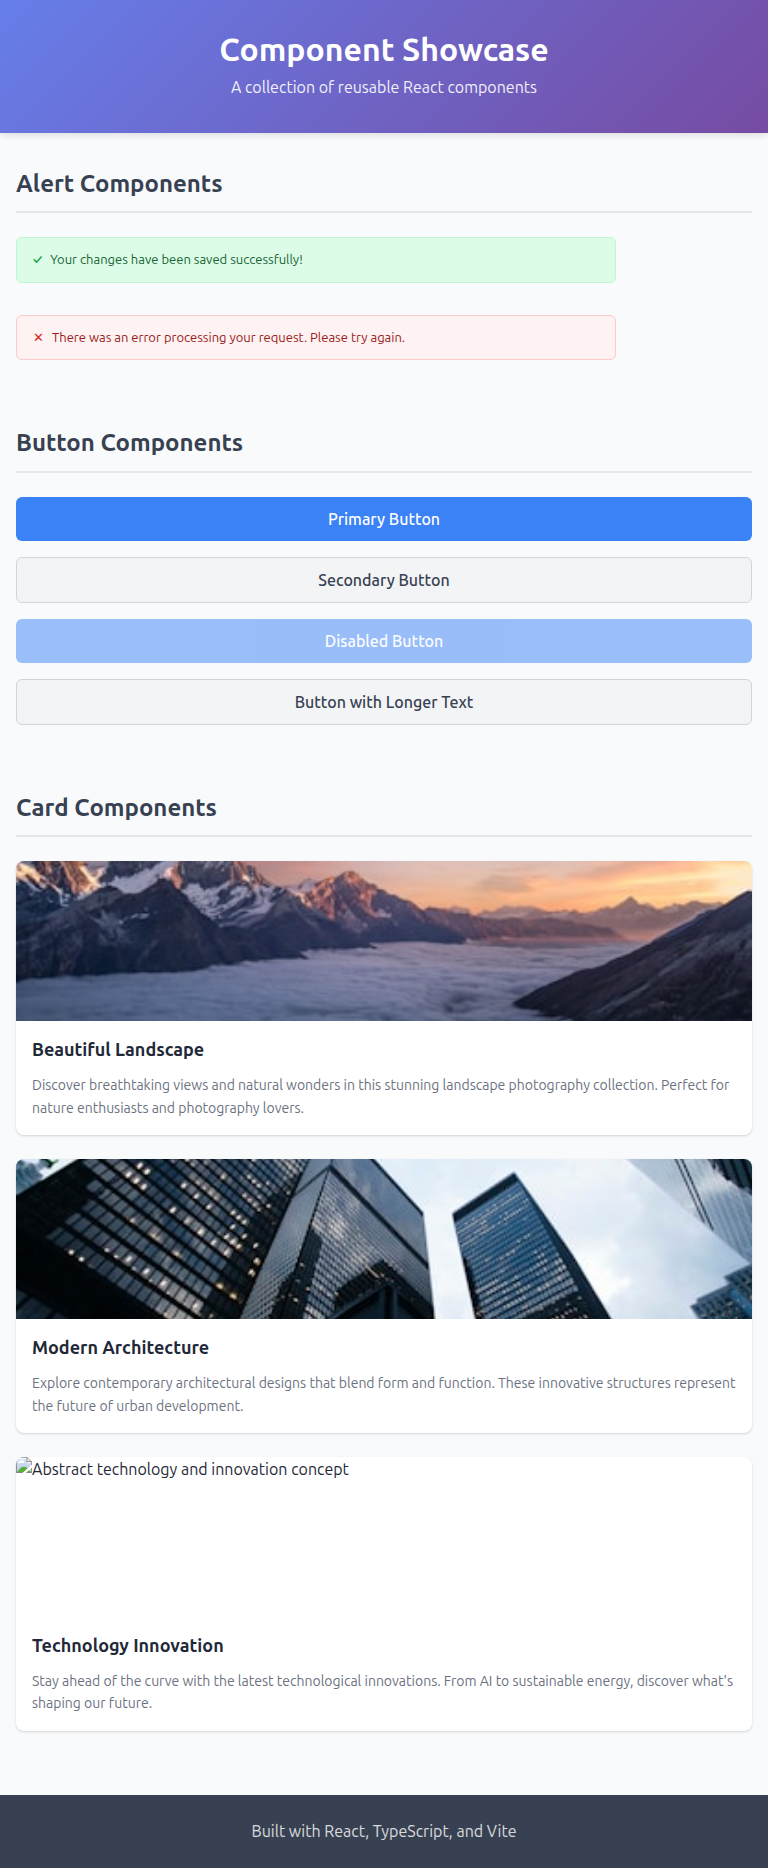 Component Showcase
A collection of reusable React components
Alert Components
✓ Your changes have been saved successfully!
✕ There was an error processing your request. Please try again.
Button Components
Primary Button
Secondary Button
Disabled Button
Button with Longer Text
Card Components
Beautiful Landscape
Discover breathtaking views and natural wonders in this stunning landscape photography collection. Perfect for
nature enthusiasts and photography lovers.
Modern Architecture
Explore contemporary architectural designs that blend form and function. These innovative structures represent
the future of urban development.
Abstract technology and innovation concept
Technology Innovation
Stay ahead of the curve with the latest technological innovations. From AI to sustainable energy, discover what's
shaping our future.
Built with React, TypeScript, and Vite